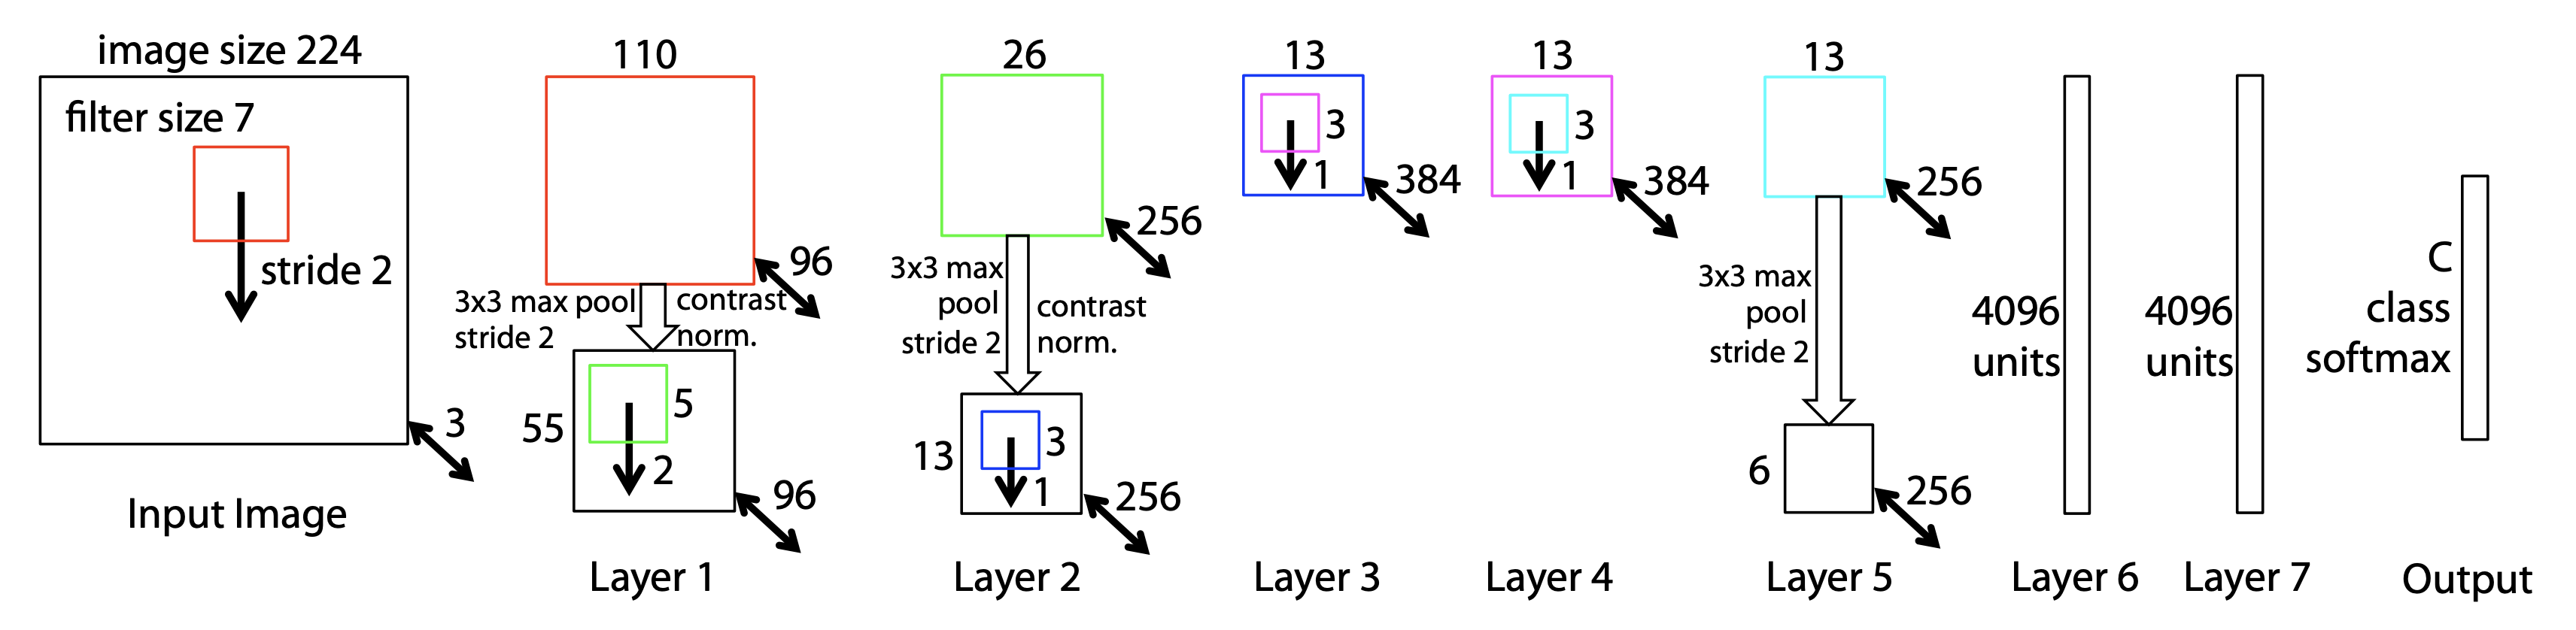 image size 224
filter size 7
stride 2
3
Input Image
110
96
3x3 max pool
stride 2
contrast
norm.
55
5
2
96
Layer 1
26
256
3x3 max
pool
stride 2
contrast
norm.
13
3
1
256
Layer 2
13
3
1
384
Layer 3
13
3
1
384
Layer 4
13
256
3x3 max
pool
stride 2
6
256
Layer 5
4096
units
Layer 6
4096
units
Layer 7
C
class
softmax
Output